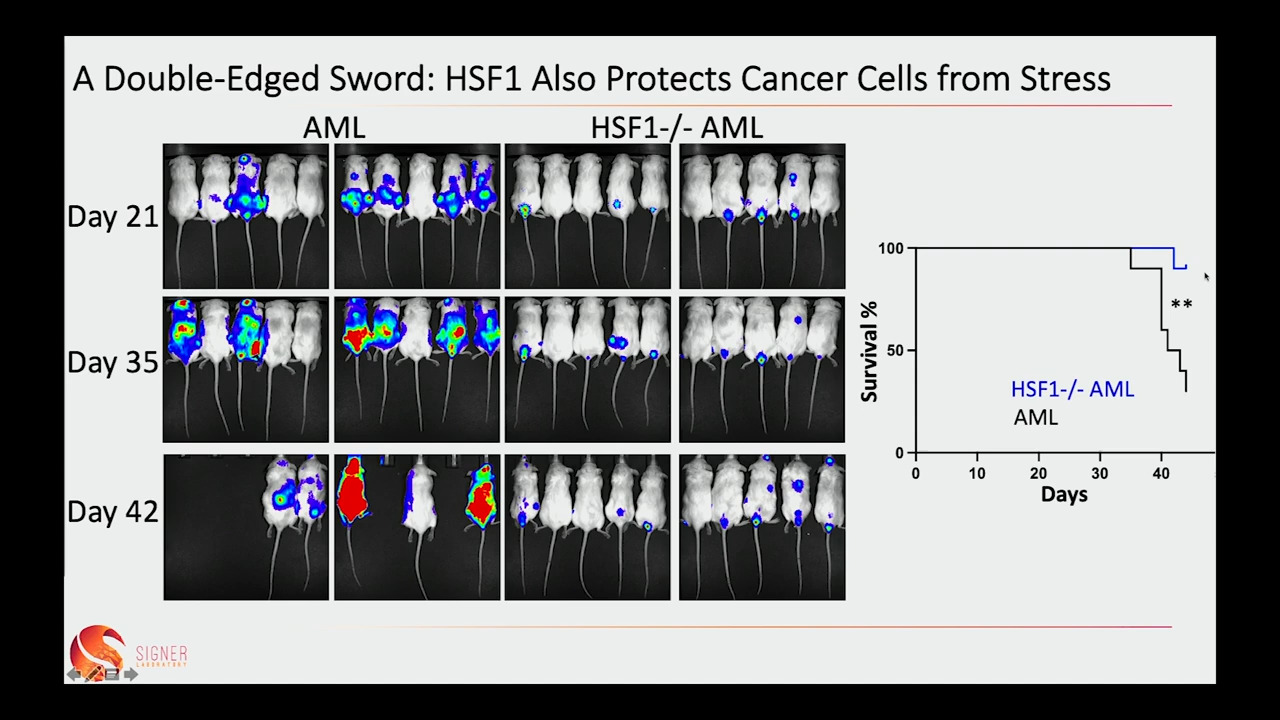 A Double-Edged Sword: HSF1 Also Protects Cancer Cells from Stress
AML
HSF1-/- AML
Day 21
Day 35
Day 42
100
50
0
Survival %
**
HSF1-/- AML
AML
0 10 20 30 40
Days
SIGNER
LABORATORY